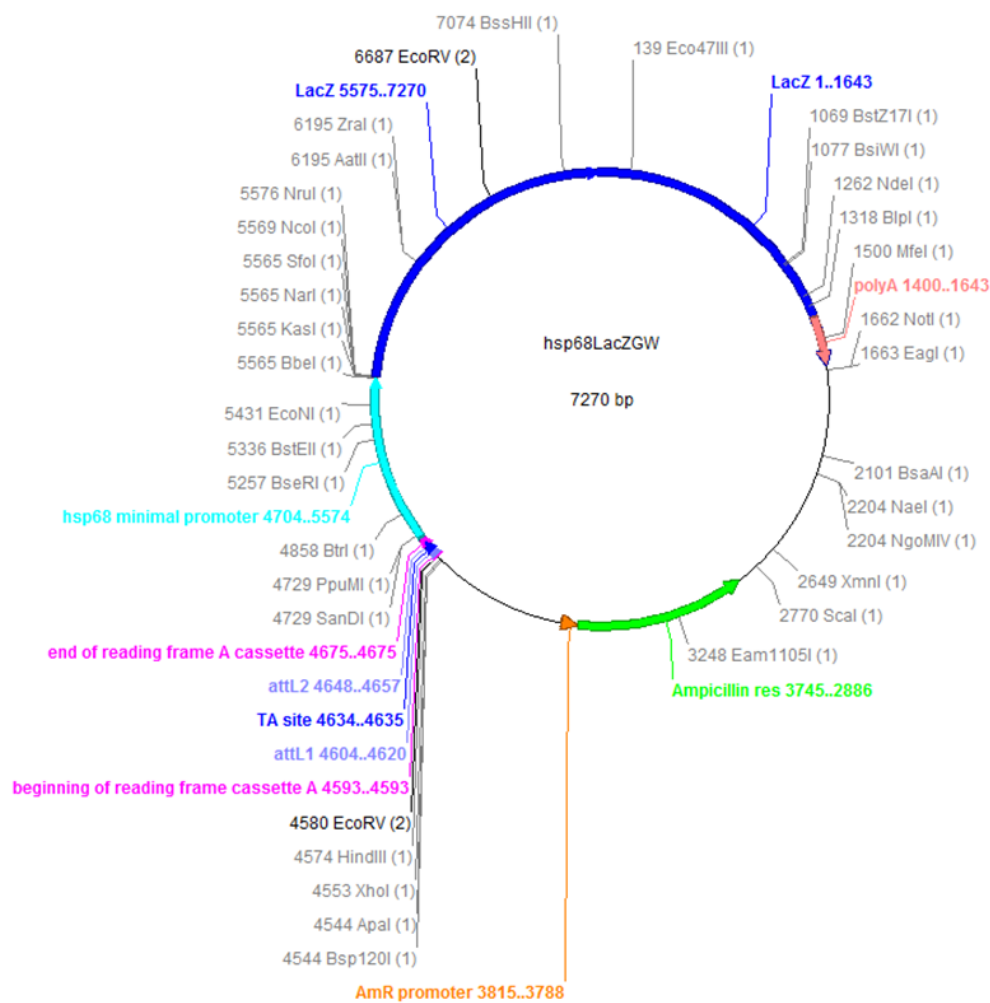 7074 BssHII (1)
139 Eco47III (1)
6687 EcoRV (2)
LacZ 5575..7270
LacZ 1..1643
6195 ZraI (1)
1069 BstZ17I (1)
6195 AatII (1)
1077 BsiWI (1)
5576 NruI (1)
1262 NdeI (1)
5569 NcoI (1)
1318 BlpI (1)
5565 SfoI (1)
1500 MfeI (1)
5565 NarI (1)
polyA 1400..1643
5565 KasI (1)
1662 NotI (1)
5565 BbeI (1)
1663 EagI (1)
hsp68LacZGW
7270 bp
5431 EcoNI (1)
5336 BstEII (1)
5257 BseRI (1)
2101 BsaAI (1)
hsp68 minimal promoter 4704..5574
2204 NaeI (1)
4858 BtrI (1)
2204 NgoMIV (1)
4729 PpuMI (1)
2649 XmnI (1)
4729 SanDI (1)
2770 ScaI (1)
end of reading frame A cassette 4675..4675
3248 Eam1105I (1)
attL2 4648..4657
Ampicillin res 3745..2886
TA site 4634..4635
attL1 4604..4620
beginning of reading frame cassette A 4593..4593
4580 EcoRV (2)
4574 HindIII (1)
4553 XhoI (1)
4544 ApaI (1)
4544 Bsp120I (1)
AmR promoter 3815..3788